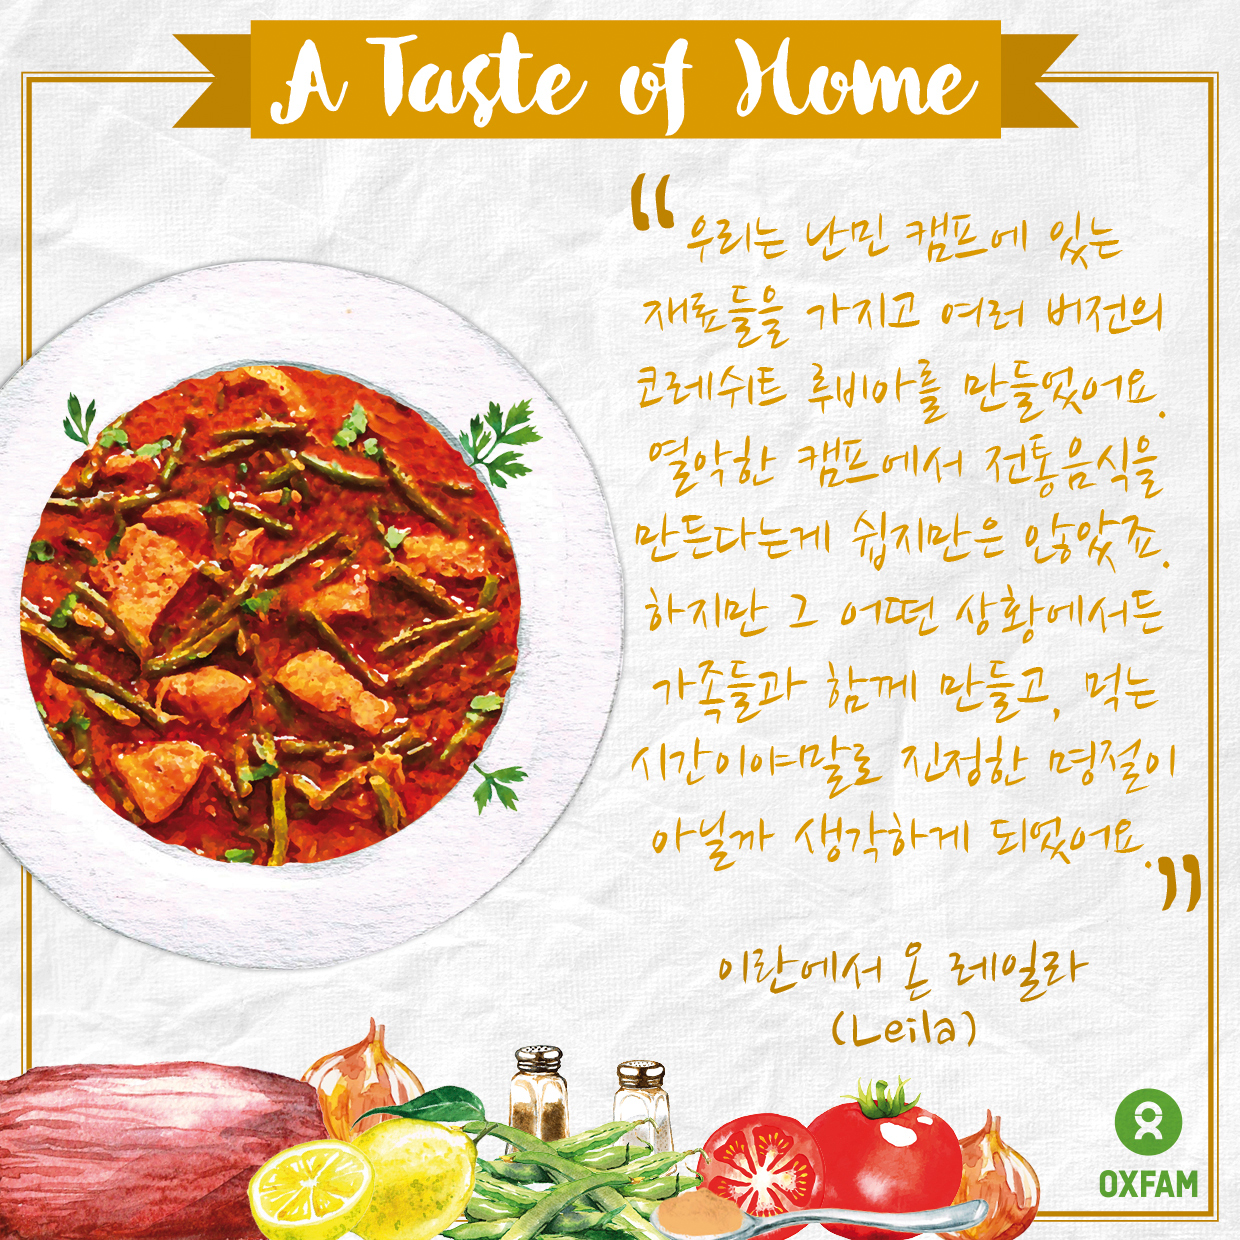 A Taste of Home
“우리는 난민 캠프에 있는
재료들을 가지고 여러 버전의
코레쉬트 루비아를 만들었어요.
열악한 캠프에서 전통음식을
만든다는게 쉽지만은 않았죠.
하지만 그 어떤 상황에서든
가족들과 함께 만들고, 먹는
시간이야말로 진정한 명절이
아닐까 생각하게 되었어요.”
이란에서 온 레일라
(Leila)
OXFAM